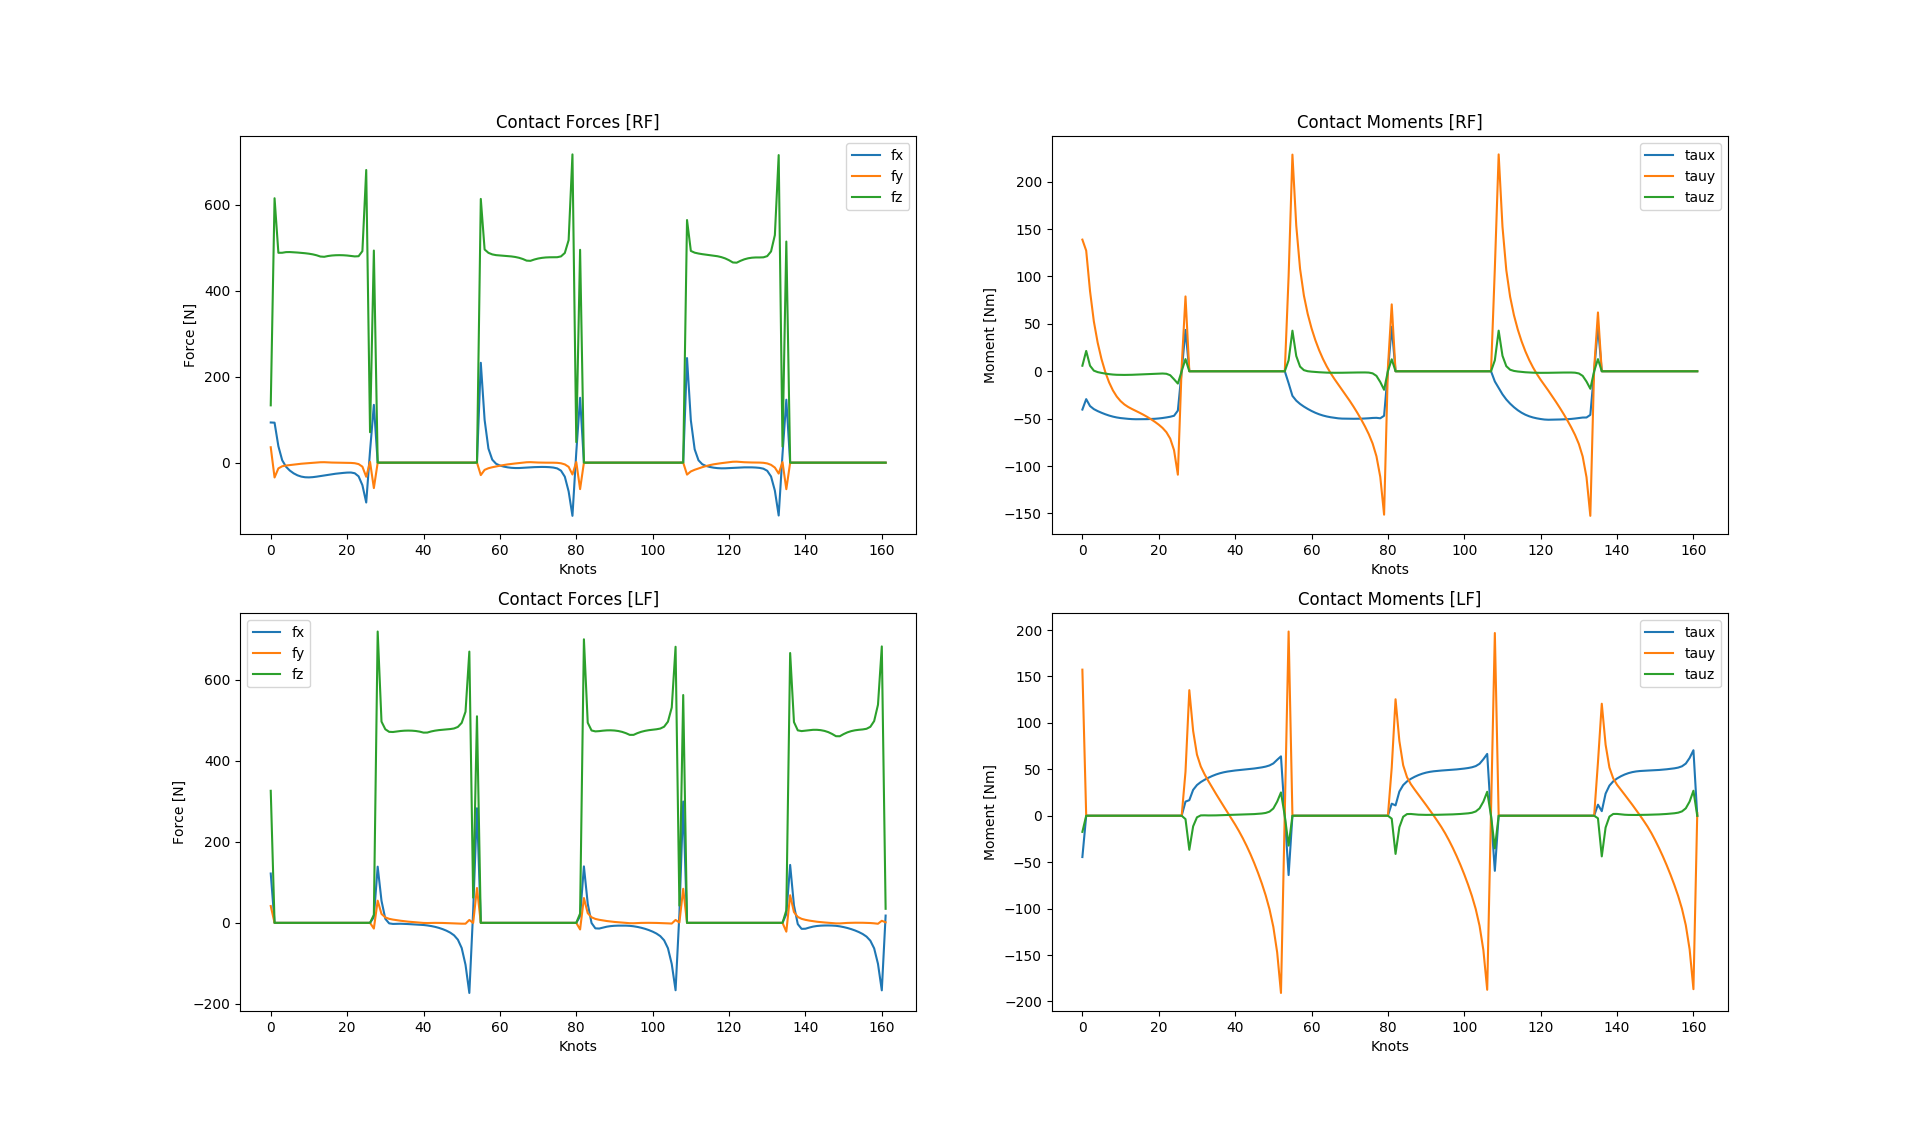 Contact Forces [RF]
Force [N]
600
400
200
0
fx
fy
fz
0 20 40 60 80 100 120 140 160
Knots
Contact Moments [RF]
Moment [Nm]
200
150
100
50
0
−50
−100
−150
taux
tauy
tauz
0 20 40 60 80 100 120 140 160
Knots
Contact Forces [LF]
Force [N]
600
400
200
0
−200
fx
fy
fz
0 20 40 60 80 100 120 140 160
Knots
Contact Moments [LF]
Moment [Nm]
200
150
100
50
0
−50
−100
−150
−200
taux
tauy
tauz
0 20 40 60 80 100 120 140 160
Knots